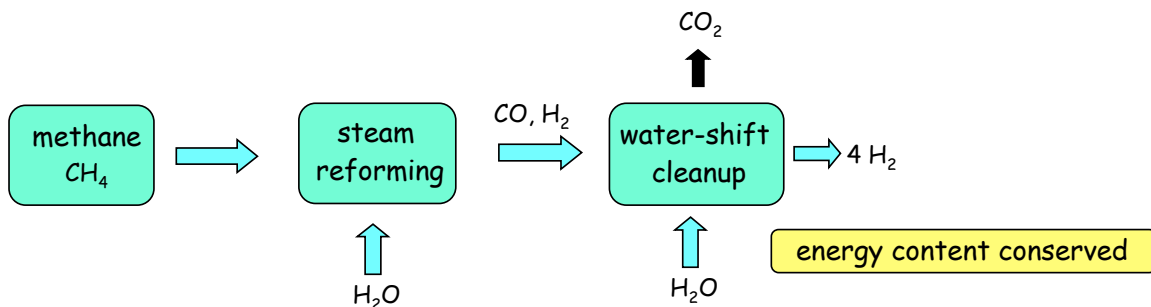 CO₂
methane
CH₄
steam
reforming
CO, H₂
water-shift
cleanup
4 H₂
energy content conserved
H₂O
H₂O